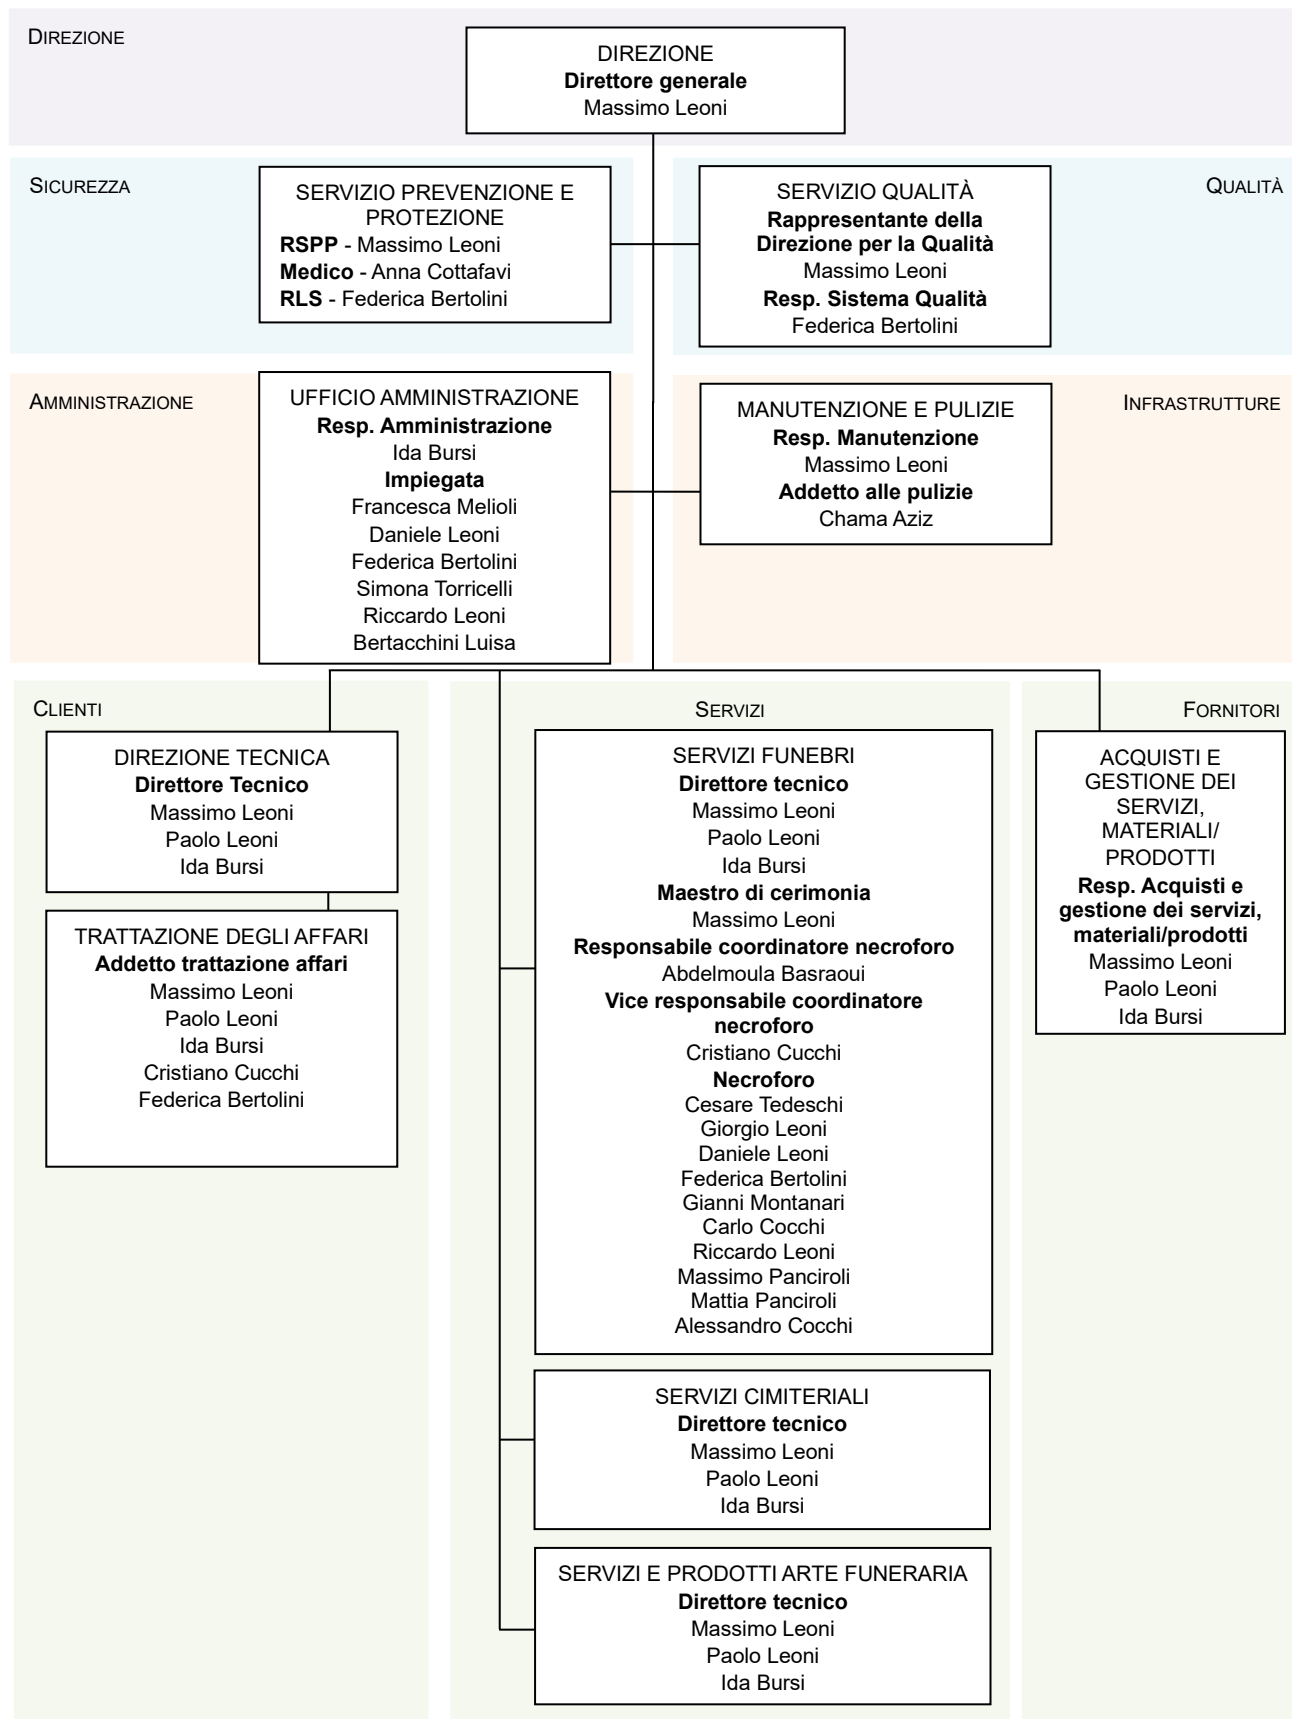 DIREZIONE
DIREZIONE
Direttore generale
Massimo Leoni
SICUREZZA
SERVIZIO PREVENZIONE E
PROTEZIONE
RSPP - Massimo Leoni
Medico - Anna Cottafavi
RLS - Federica Bertolini
QUALITÀ
SERVIZIO QUALITÀ
Rappresentante della
Direzione per la Qualità
Massimo Leoni
Resp. Sistema Qualità
Federica Bertolini
AMMINISTRAZIONE
UFFICIO AMMINISTRAZIONE
Resp. Amministrazione
Ida Bursi
Impiegata
Francesca Melioli
Daniele Leoni
Federica Bertolini
Simona Torricelli
Riccardo Leoni
Bertacchini Luisa
INFRASTRUTTURE
MANUTENZIONE E PULIZIE
Resp. Manutenzione
Massimo Leoni
Addetto alle pulizie
Chama Aziz
CLIENTI
DIREZIONE TECNICA
Direttore Tecnico
Massimo Leoni
Paolo Leoni
Ida Bursi
TRATTAZIONE DEGLI AFFARI
Addetto trattazione affari
Massimo Leoni
Paolo Leoni
Ida Bursi
Cristiano Cucchi
Federica Bertolini
SERVIZI
SERVIZI FUNEBRI
Direttore tecnico
Massimo Leoni
Paolo Leoni
Ida Bursi
Maestro di cerimonia
Massimo Leoni
Responsabile coordinatore necroforo
Abdelmoula Basraoui
Vice responsabile coordinatore
necroforo
Cristiano Cucchi
Necroforo
Cesare Tedeschi
Giorgio Leoni
Daniele Leoni
Federica Bertolini
Gianni Montanari
Carlo Cocchi
Riccardo Leoni
Massimo Panciroli
Mattia Panciroli
Alessandro Cocchi
SERVIZI CIMITERIALI
Direttore tecnico
Massimo Leoni
Paolo Leoni
Ida Bursi
SERVIZI E PRODOTTI ARTE FUNERARIA
Direttore tecnico
Massimo Leoni
Paolo Leoni
Ida Bursi
FORNITORI
ACQUISTI E
GESTIONE DEI
SERVIZI,
MATERIALI/
PRODOTTI
Resp. Acquisti e
gestione dei servizi,
materiali/prodotti
Massimo Leoni
Paolo Leoni
Ida Bursi